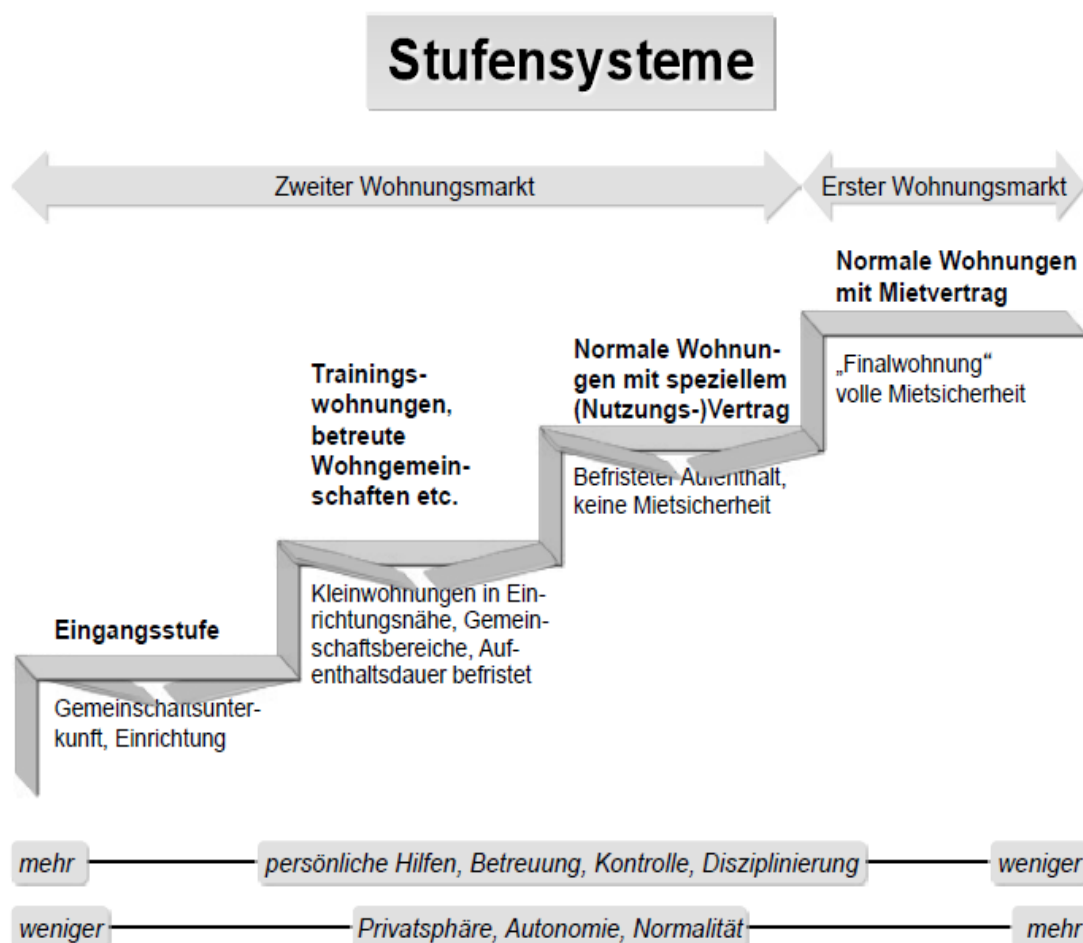 Stufensysteme
Zweiter Wohnungsmarkt
Erster Wohnungsmarkt
Normale Wohnungen
mit Mietvertrag
„Finalwohnung“
volle Mietsicherheit
Normale Wohnun-
gen mit speziellem
(Nutzungs-)Vertrag
Befristeter Aufenthalt,
keine Mietsicherheit
Trainings-
wohnungen,
betreute
Wohngemein-
schaften etc.
Kleinwohnungen in Ein-
richtungsnähe, Gemein-
schaftsbereiche, Auf-
enthaltsdauer befristet
Eingangsstufe
Gemeinschaftsunter-
kunft, Einrichtung
mehr persönliche Hilfen, Betreuung, Kontrolle, Disziplinierung weniger
weniger Privatsphäre, Autonomie, Normalität mehr